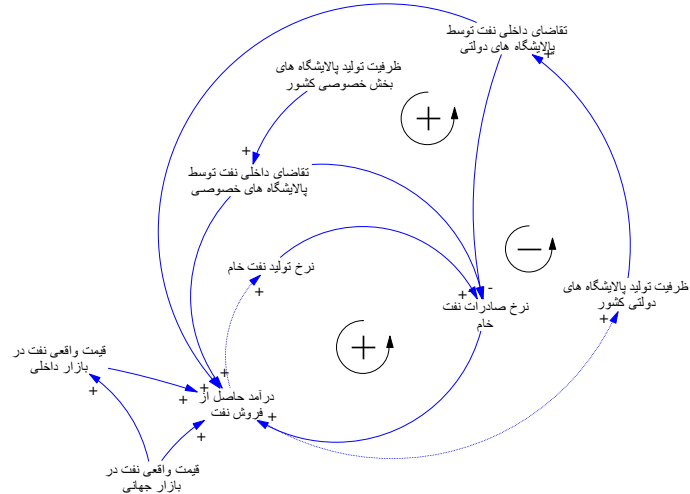 تقاضای داخلی نفت توسط
پالایشگاه های دولتی
+
ظرفیت تولید پالایشگاه های
بخش خصوصی کشور
+
+
تقاضای داخلی نفت توسط
پالایشگاه های خصوصی
−
نرخ تولید نفت خام
+
ظرفیت تولید پالایشگاه های
دولتی کشور
+
+
-
نرخ صادرات نفت
خام
+
قیمت واقعی نفت در
بازار داخلی
+
+
+
+
درآمد حاصل از
فروش نفت
+
+
قیمت واقعی نفت در
بازار جهانی